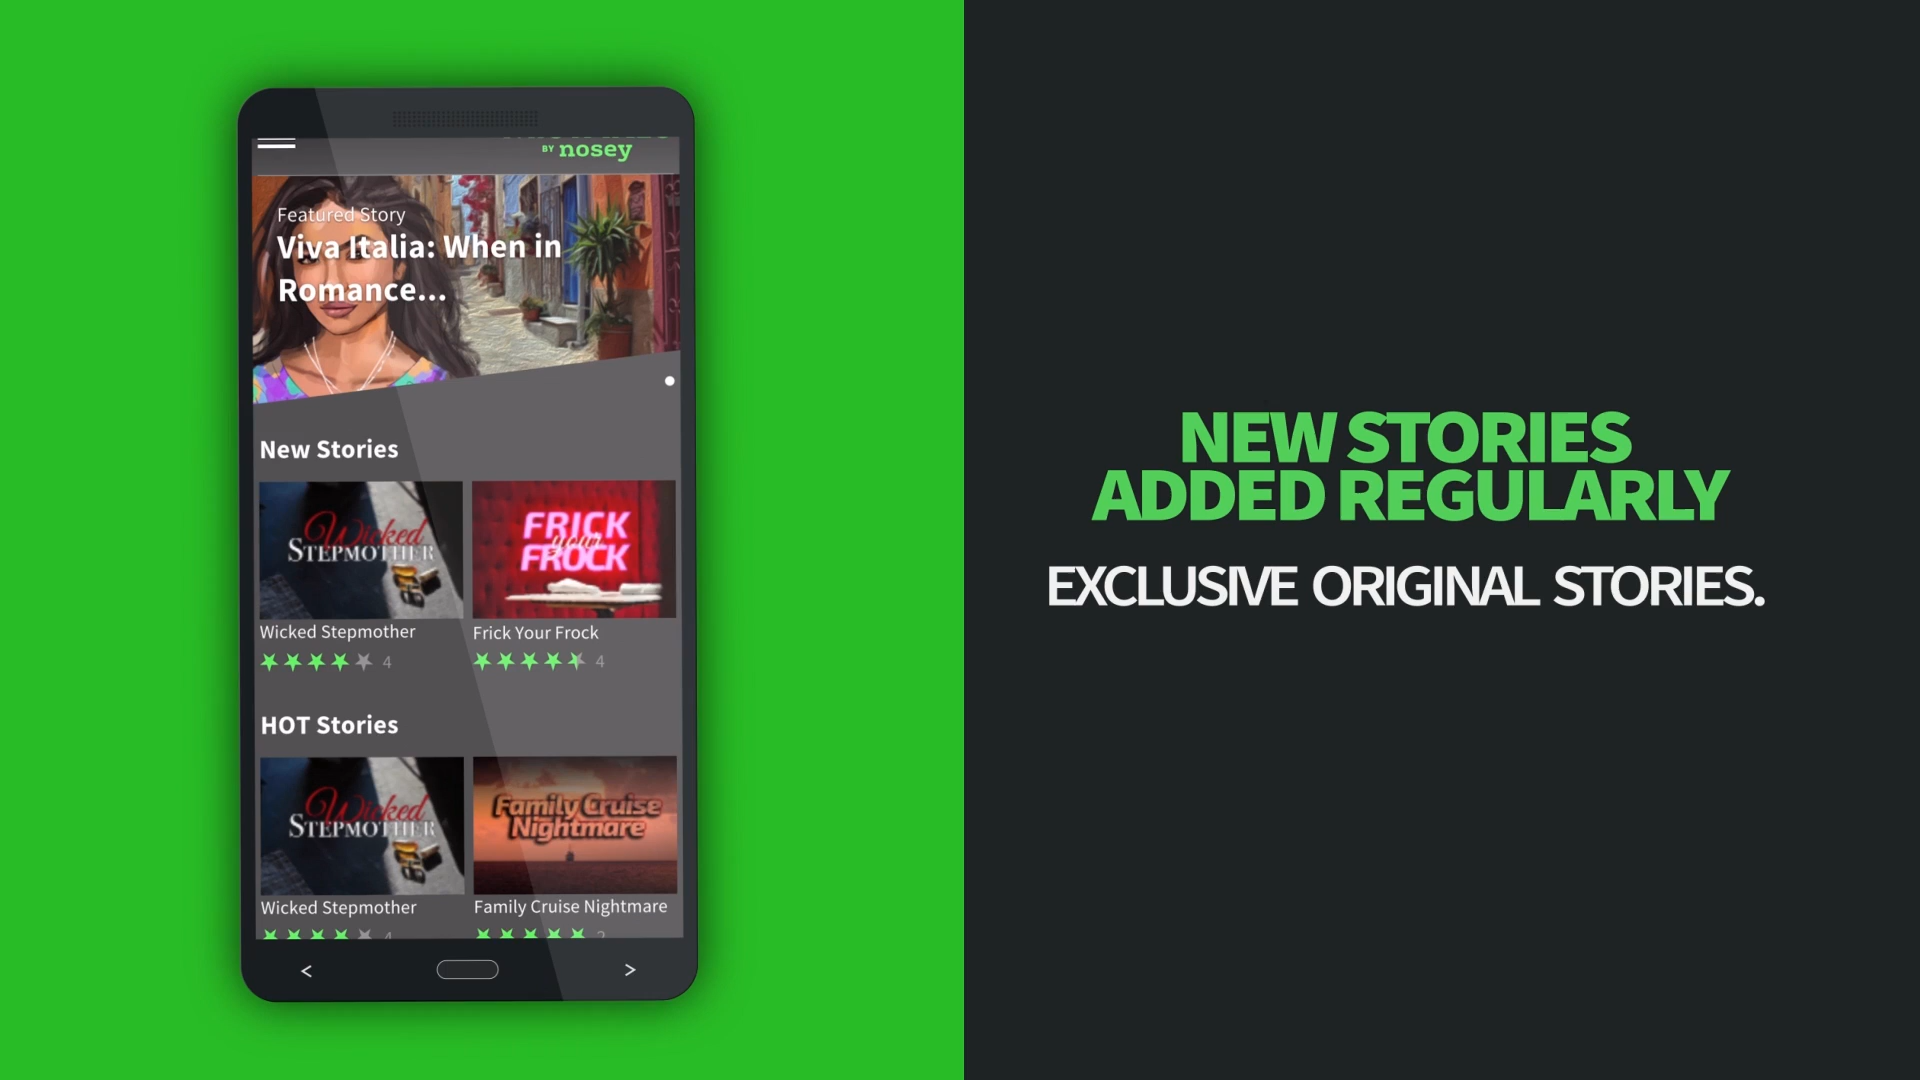 BY nosey
Featured Story
Viva Italia: When in
Romance...
New Stories
Wicked
STEPMOTHER
FRICK
your
FROCK
Wicked Stepmother
Frick Your Frock
4
4
HOT Stories
Wicked
STEPMOTHER
Family Cruise
Nightmare
Wicked Stepmother
Family Cruise Nightmare
NEW STORIES
ADDED REGULARLY
EXCLUSIVE ORIGINAL STORIES.